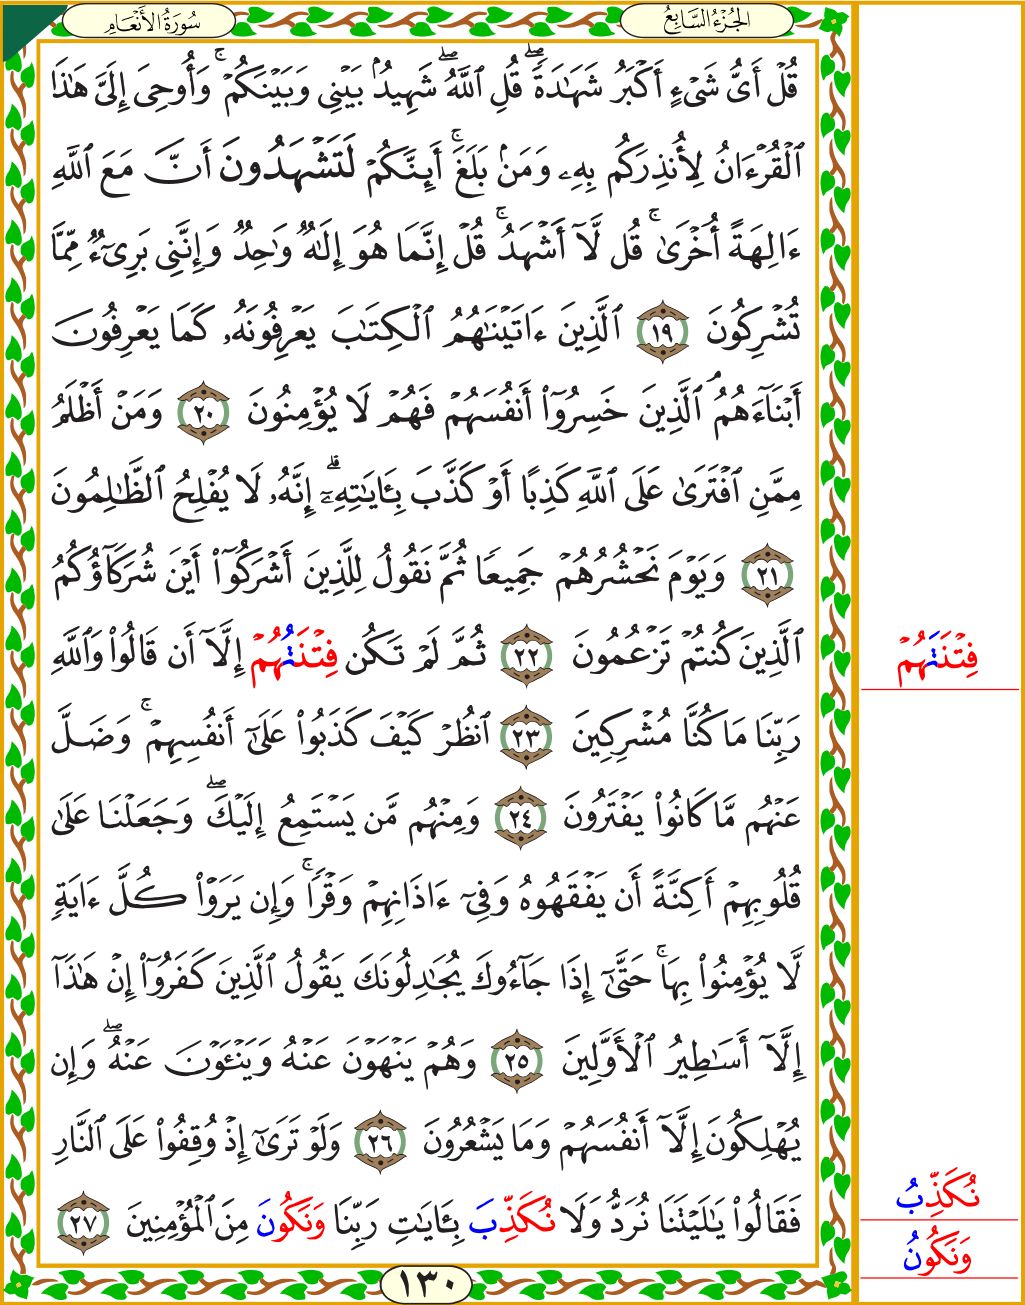 الجُزْءُ السَّابِعُ
سُورَةُ الأَنْعَامِ
قُلْ أَىُّ شَىْءٍ أَكْبَرُ شَهَٰدَةً ۖ قُلِ ٱللَّهُ ۖ شَهِيدٌۢ بَيْنِى وَبَيْنَكُمْ ۚ وَأُوحِىَ إِلَىَّ هَٰذَا
ٱلْقُرْءَانُ لِأُنذِرَكُم بِهِۦ وَمَنۢ بَلَغَ ۚ أَئِنَّكُمْ لَتَشْهَدُونَ أَنَّ مَعَ ٱللَّهِ
ءَالِهَةً أُخْرَىٰ ۚ قُل لَّآ أَشْهَدُ ۚ قُلْ إِنَّمَا هُوَ إِلَٰهٌ وَٰحِدٌ وَإِنَّنِى بَرِىٓءٌ مِّمَّا
تُشْرِكُونَ ١٩ ٱلَّذِينَ ءَاتَيْنَٰهُمُ ٱلْكِتَٰبَ يَعْرِفُونَهُۥ كَمَا يَعْرِفُونَ
أَبْنَآءَهُمُ ۘ ٱلَّذِينَ خَسِرُوٓا۟ أَنفُسَهُمْ فَهُمْ لَا يُؤْمِنُونَ ٢٠ وَمَنْ أَظْلَمُ
مِمَّنِ ٱفْتَرَىٰ عَلَى ٱللَّهِ كَذِبًا أَوْ كَذَّبَ بِـَٔايَٰتِهِۦٓ ۗ إِنَّهُۥ لَا يُفْلِحُ ٱلظَّٰلِمُونَ
٢١ وَيَوْمَ نَحْشُرُهُمْ جَمِيعًا ثُمَّ نَقُولُ لِلَّذِينَ أَشْرَكُوٓا۟ أَيْنَ شُرَكَآؤُكُمُ
ٱلَّذِينَ كُنتُمْ تَزْعُمُونَ ٢٢ ثُمَّ لَمْ تَكُن فِتْنَتُهُمْ إِلَّآ أَن قَالُوا۟ وَٱللَّهِ
رَبِّنَا مَا كُنَّا مُشْرِكِينَ ٢٣ ٱنظُرْ كَيْفَ كَذَبُوا۟ عَلَىٰٓ أَنفُسِهِمْ ۚ وَضَلَّ
عَنْهُم مَّا كَانُوا۟ يَفْتَرُونَ ٢٤ وَمِنْهُم مَّن يَسْتَمِعُ إِلَيْكَ ۖ وَجَعَلْنَا عَلَىٰ
قُلُوبِهِمْ أَكِنَّةً أَن يَفْقَهُوهُ وَفِىٓ ءَاذَانِهِمْ وَقْرًا ۚ وَإِن يَرَوْا۟ كُلَّ ءَايَةٍ
لَّا يُؤْمِنُوا۟ بِهَا ۚ حَتَّىٰٓ إِذَا جَآءُوكَ يُجَٰدِلُونَكَ يَقُولُ ٱلَّذِينَ كَفَرُوٓا۟ إِنْ هَٰذَآ
إِلَّآ أَسَٰطِيرُ ٱلْأَوَّلِينَ ٢٥ وَهُمْ يَنْهَوْنَ عَنْهُ وَيَنْـَٔوْنَ عَنْهُ ۖ وَإِن
يُهْلِكُونَ إِلَّآ أَنفُسَهُمْ وَمَا يَشْعُرُونَ ٢٦ وَلَوْ تَرَىٰٓ إِذْ وُقِفُوا۟ عَلَى ٱلنَّارِ
فَقَالُوا۟ يَٰلَيْتَنَا نُرَدُّ وَلَا نُكَذِّبَ بِـَٔايَٰتِ رَبِّنَا وَنَكُونَ مِنَ ٱلْمُؤْمِنِينَ ٢٧
١٣٠
فِتْنَتَهُمْ
نُكَذِّبُ
وَنَكُونُ